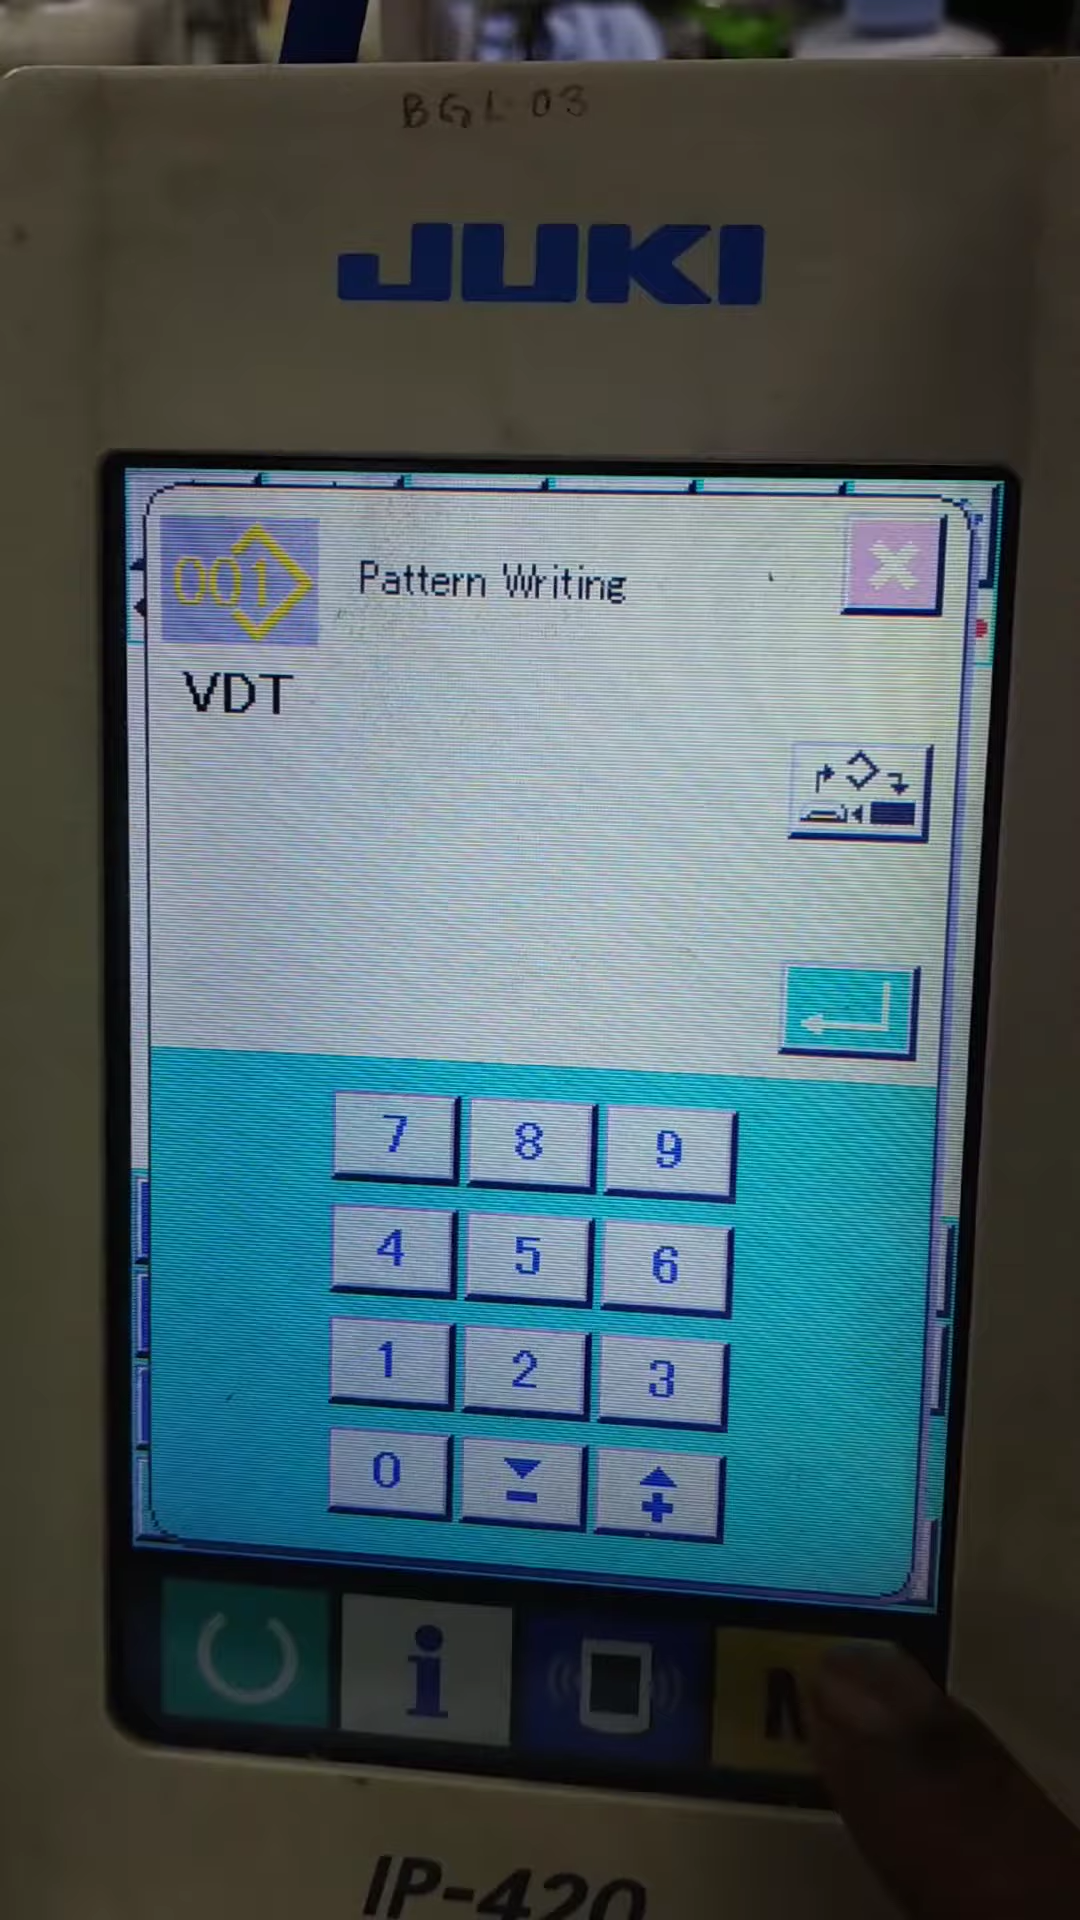 BGL-03
JUKI
001
Pattern Writing
VDT
7 8 9
4 5 6
1 2 3
0 - +
i
IP-420